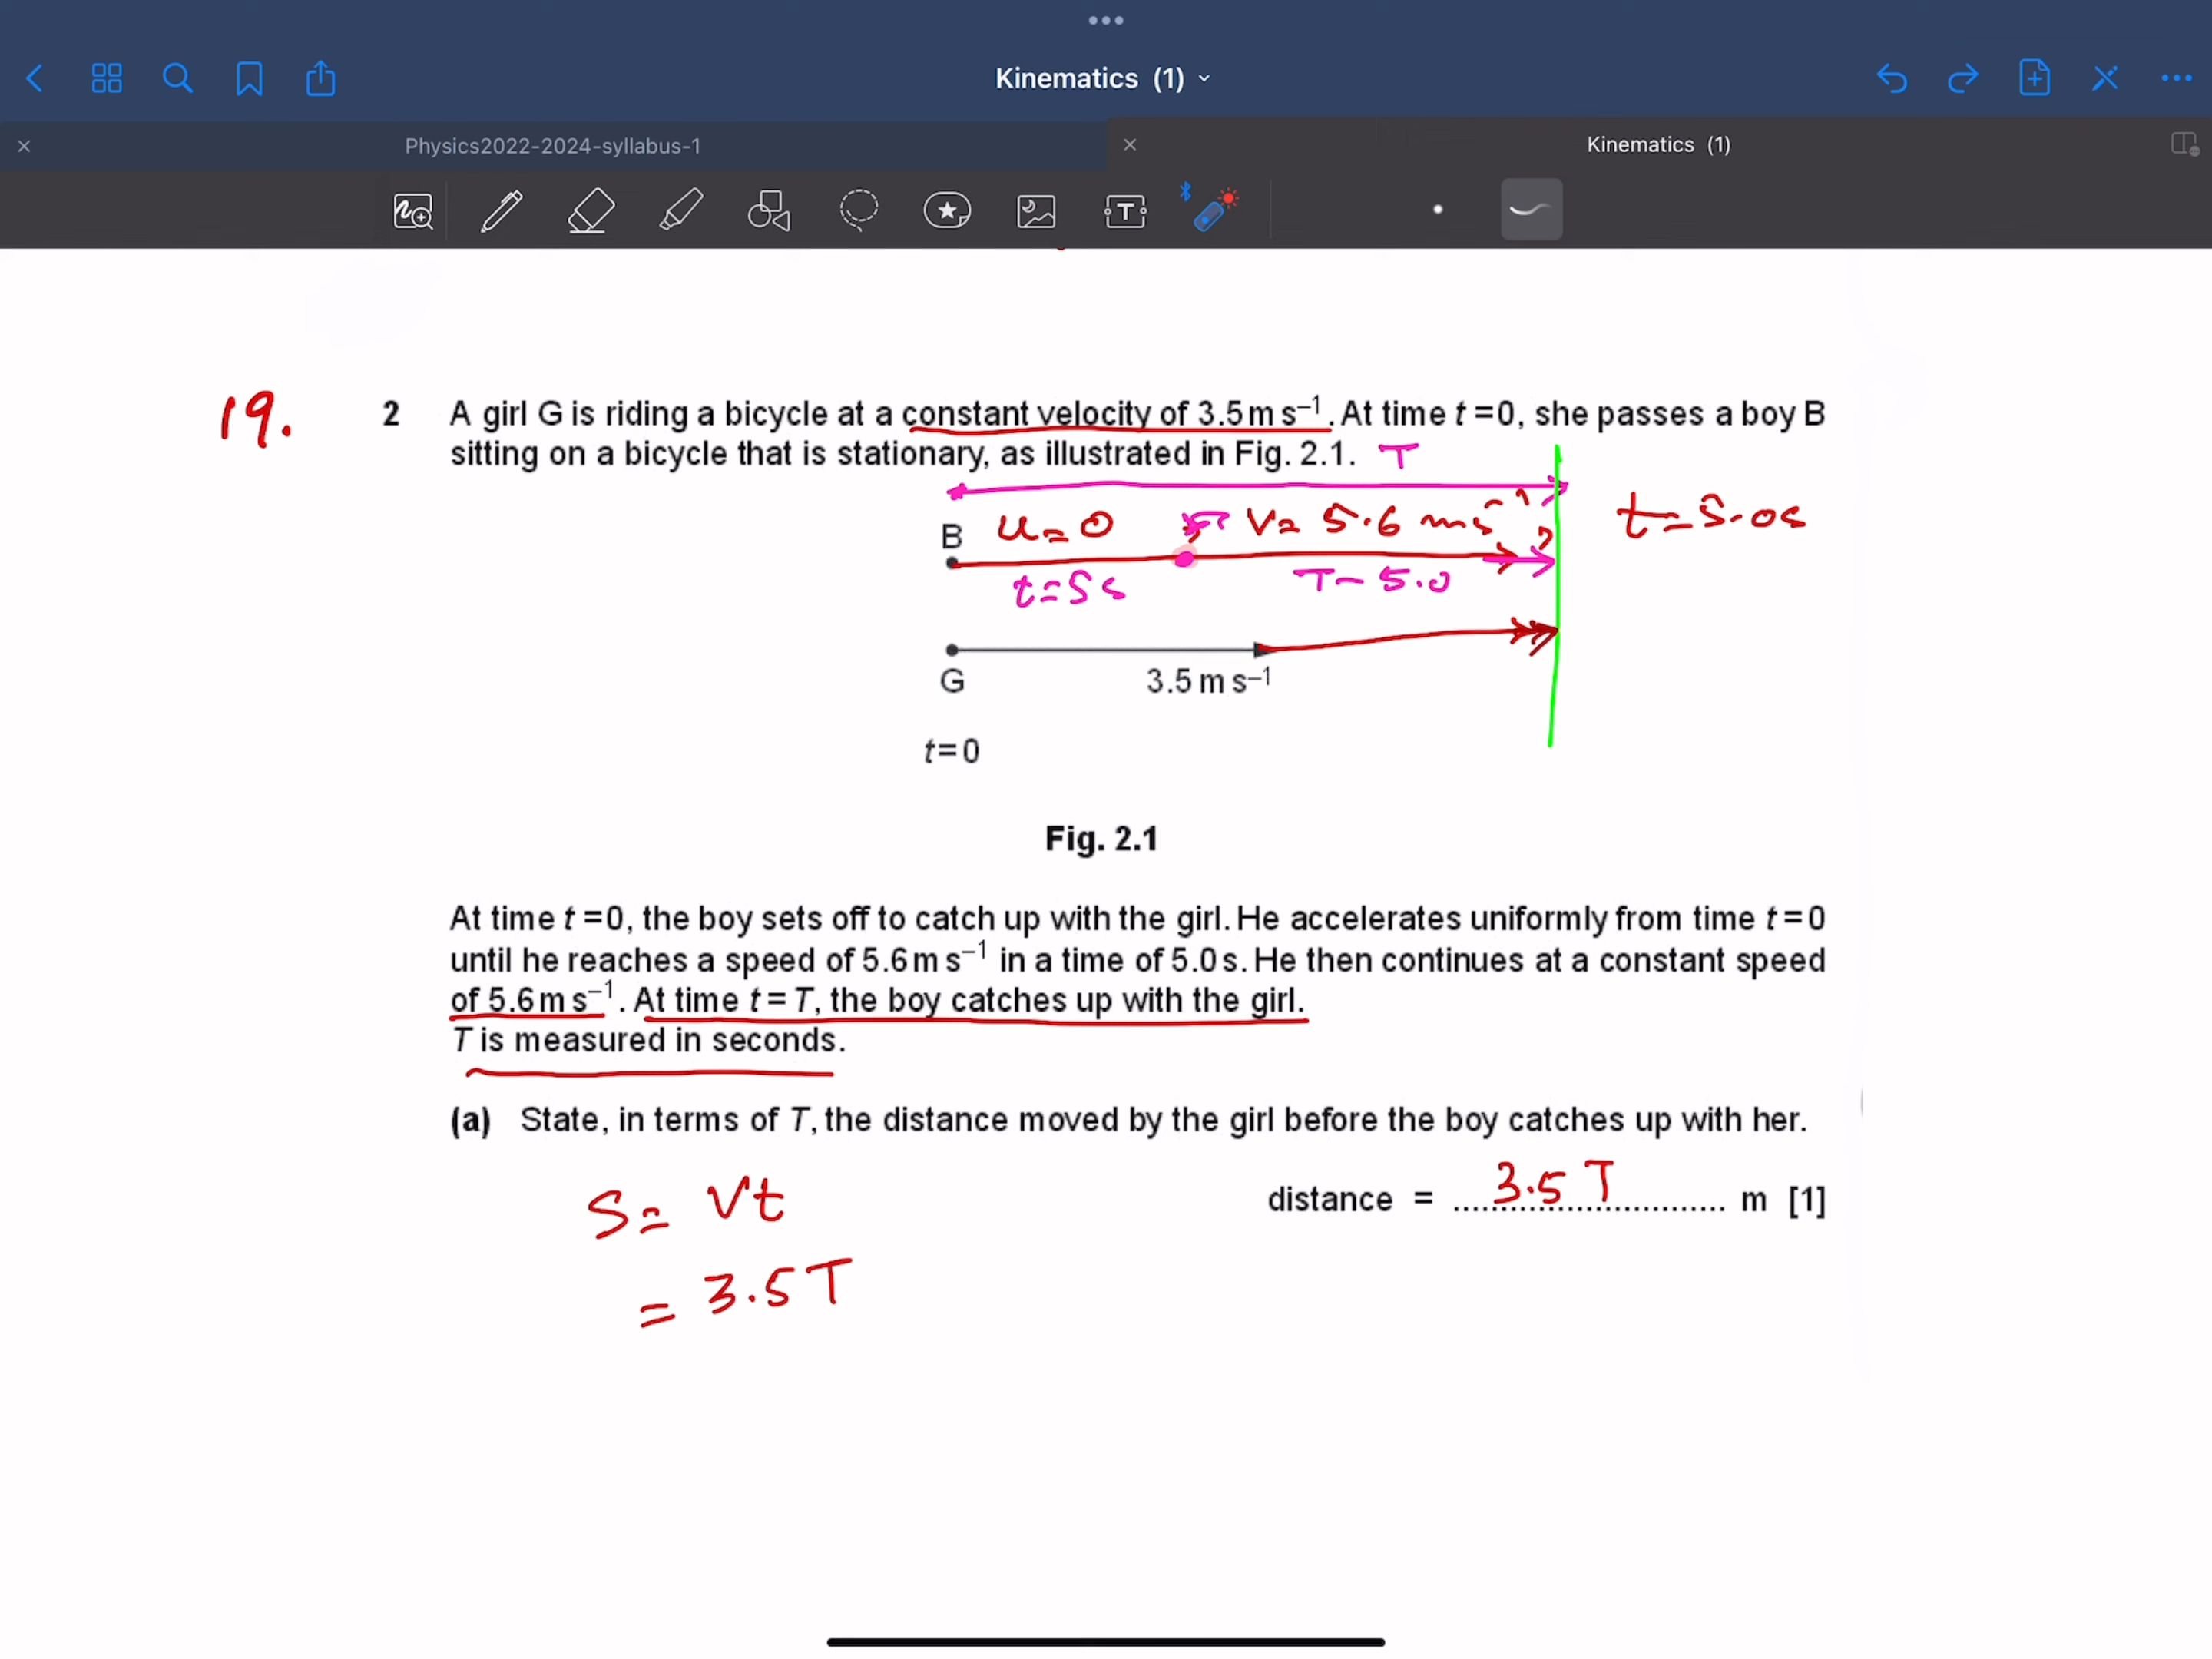 Kinematics (1)
Physics2022-2024-syllabus-1
Kinematics (1)
19.
2 A girl G is riding a bicycle at a constant velocity of 3.5 m s⁻¹. At time t = 0, she passes a boy B
sitting on a bicycle that is stationary, as illustrated in Fig. 2.1.
T
B u = 0 v = 5.6 ms⁻¹ t = 5.0s
t = 5s T – 5.0
G 3.5 m s⁻¹
t = 0
Fig. 2.1
At time t = 0, the boy sets off to catch up with the girl. He accelerates uniformly from time t = 0
until he reaches a speed of 5.6 m s⁻¹ in a time of 5.0 s. He then continues at a constant speed
of 5.6 m s⁻¹. At time t = T, the boy catches up with the girl.
T is measured in seconds.
(a) State, in terms of T, the distance moved by the girl before the boy catches up with her.
S = vt
distance = 3.5 T m [1]
= 3.5 T